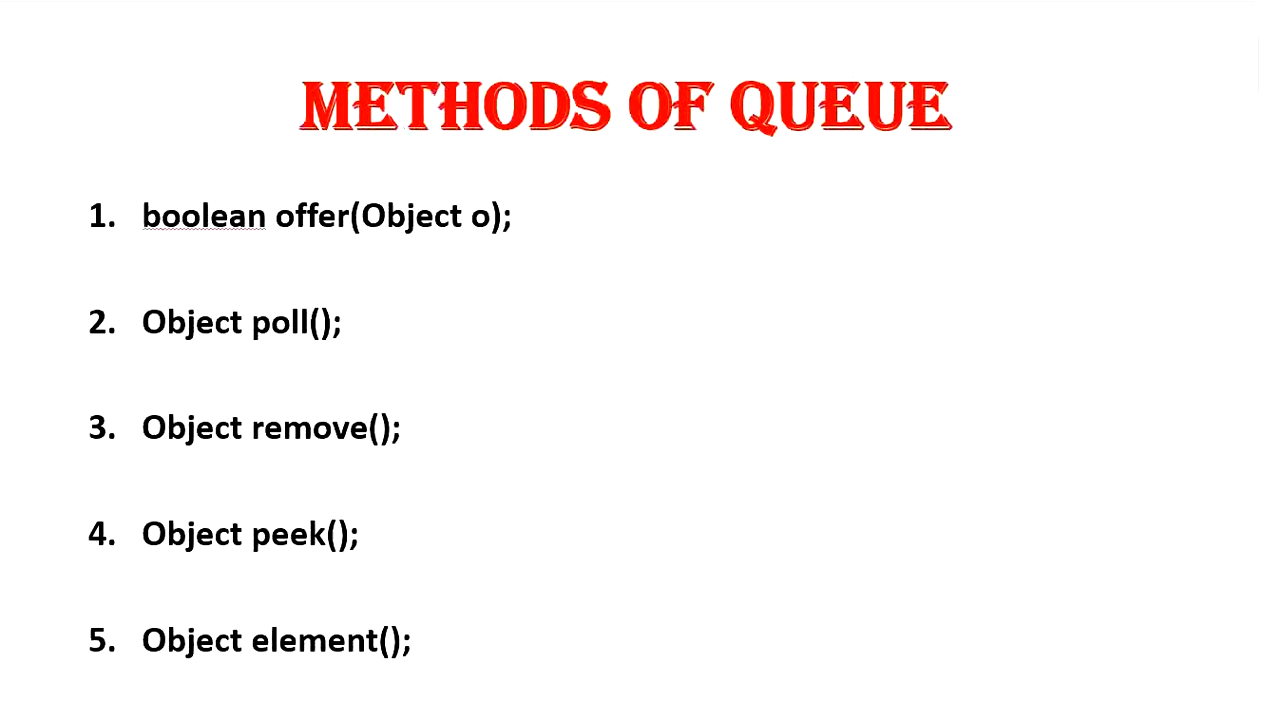 METHODS OF QUEUE
1. boolean offer(Object o);
2. Object poll();
3. Object remove();
4. Object peek();
5. Object element();